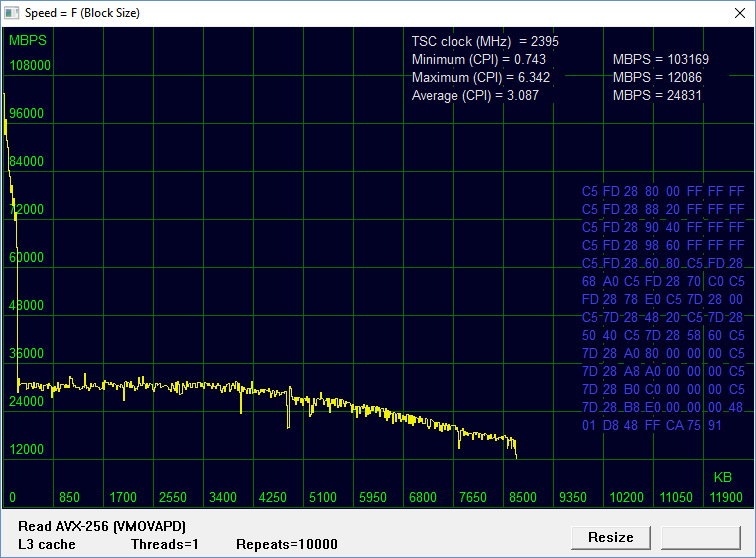 Speed = F (Block Size)
MBPS
TSC clock (MHz) = 2395
Minimum (CPI) = 0.743 MBPS = 103169
Maximum (CPI) = 6.342 MBPS = 12086
Average (CPI) = 3.087 MBPS = 24831
108000
96000
84000
72000
60000
48000
36000
24000
12000
C5 FD 28 80 00 FF FF FF
C5 FD 28 88 20 FF FF FF
C5 FD 28 90 40 FF FF FF
C5 FD 28 98 60 FF FF FF
C5 FD 28 60 80 C5 FD 28
68 A0 C5 FD 28 70 C0 C5
FD 28 78 E0 C5 7D 28 00
C5 7D 28 48 20 C5 7D 28
50 40 C5 7D 28 58 60 C5
7D 28 A0 80 00 00 00 C5
7D 28 A8 A0 00 00 00 C5
7D 28 B0 C0 00 00 00 C5
7D 28 B8 E0 00 00 00 48
01 D8 48 FF CA 75 91
KB
0 850 1700 2550 3400 4250 5100 5950 6800 7650 8500 9350 10200 11050 11900
Read AVX-256 (VMOVAPD)
L3 cache Threads=1 Repeats=10000
Resize